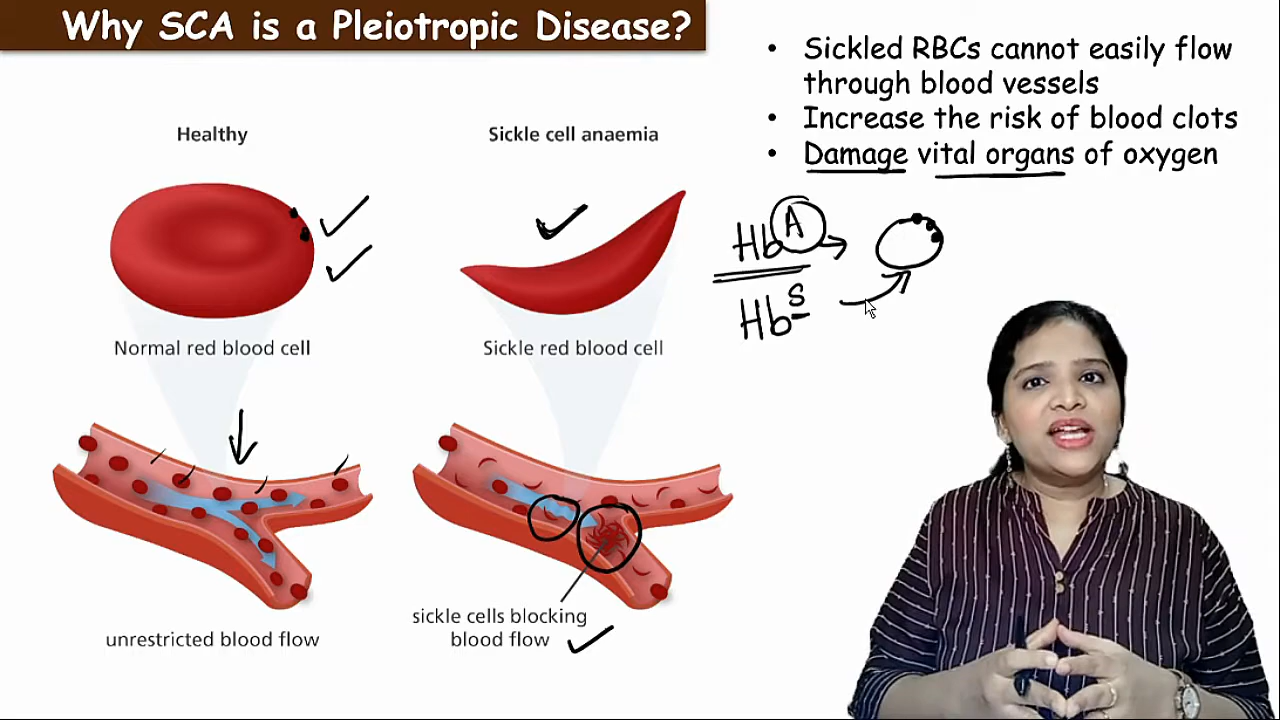 Why SCA is a Pleiotropic Disease?
• Sickled RBCs cannot easily flow
through blood vessels
• Increase the risk of blood clots
• Damage vital organs of oxygen
Healthy
Sickle cell anaemia
Hb^A
Hb^S
Normal red blood cell
Sickle red blood cell
sickle cells blocking
blood flow
unrestricted blood flow